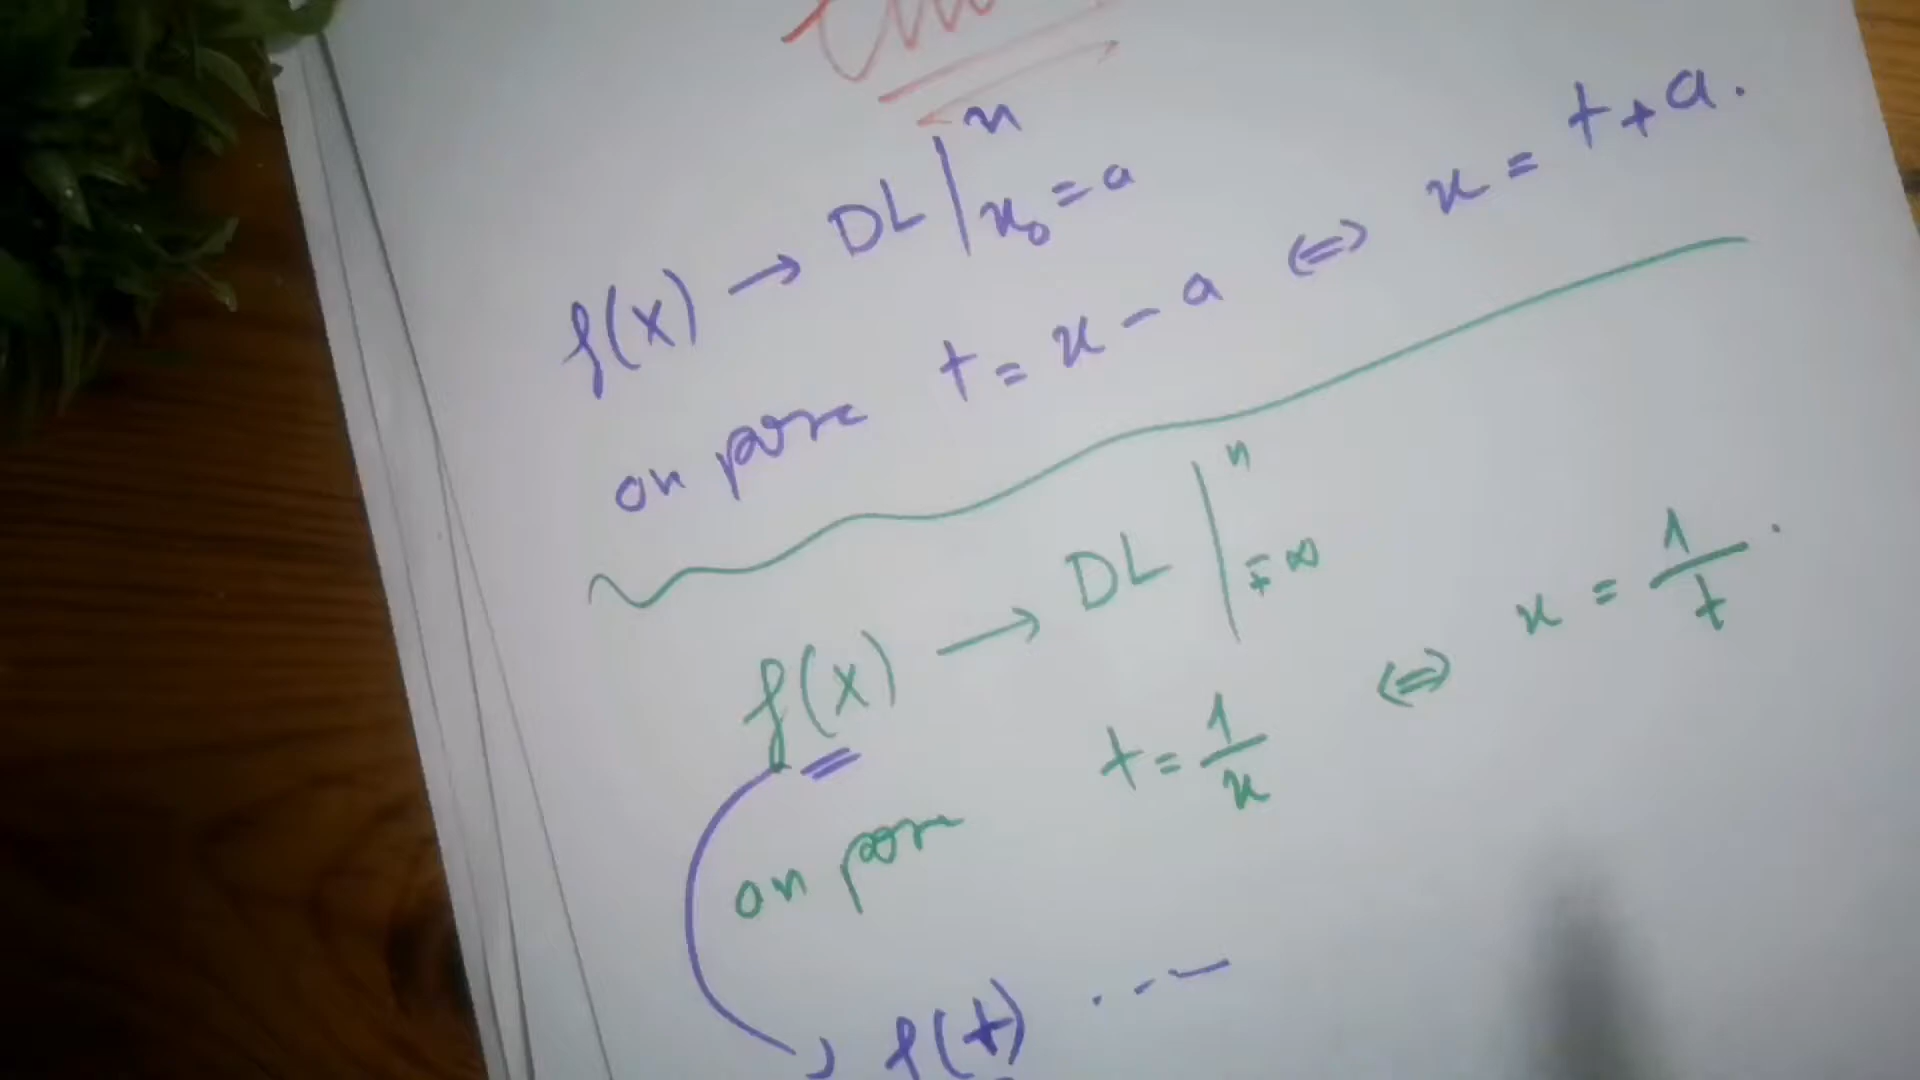 f(x) → DL |ⁿ x₀ = a
on pose t = x - a ⇔ x = t + a.
f(x) → DL |ⁿ ∓∞
on pose t = 1/x ⇔ x = 1/t .
f(t) ...